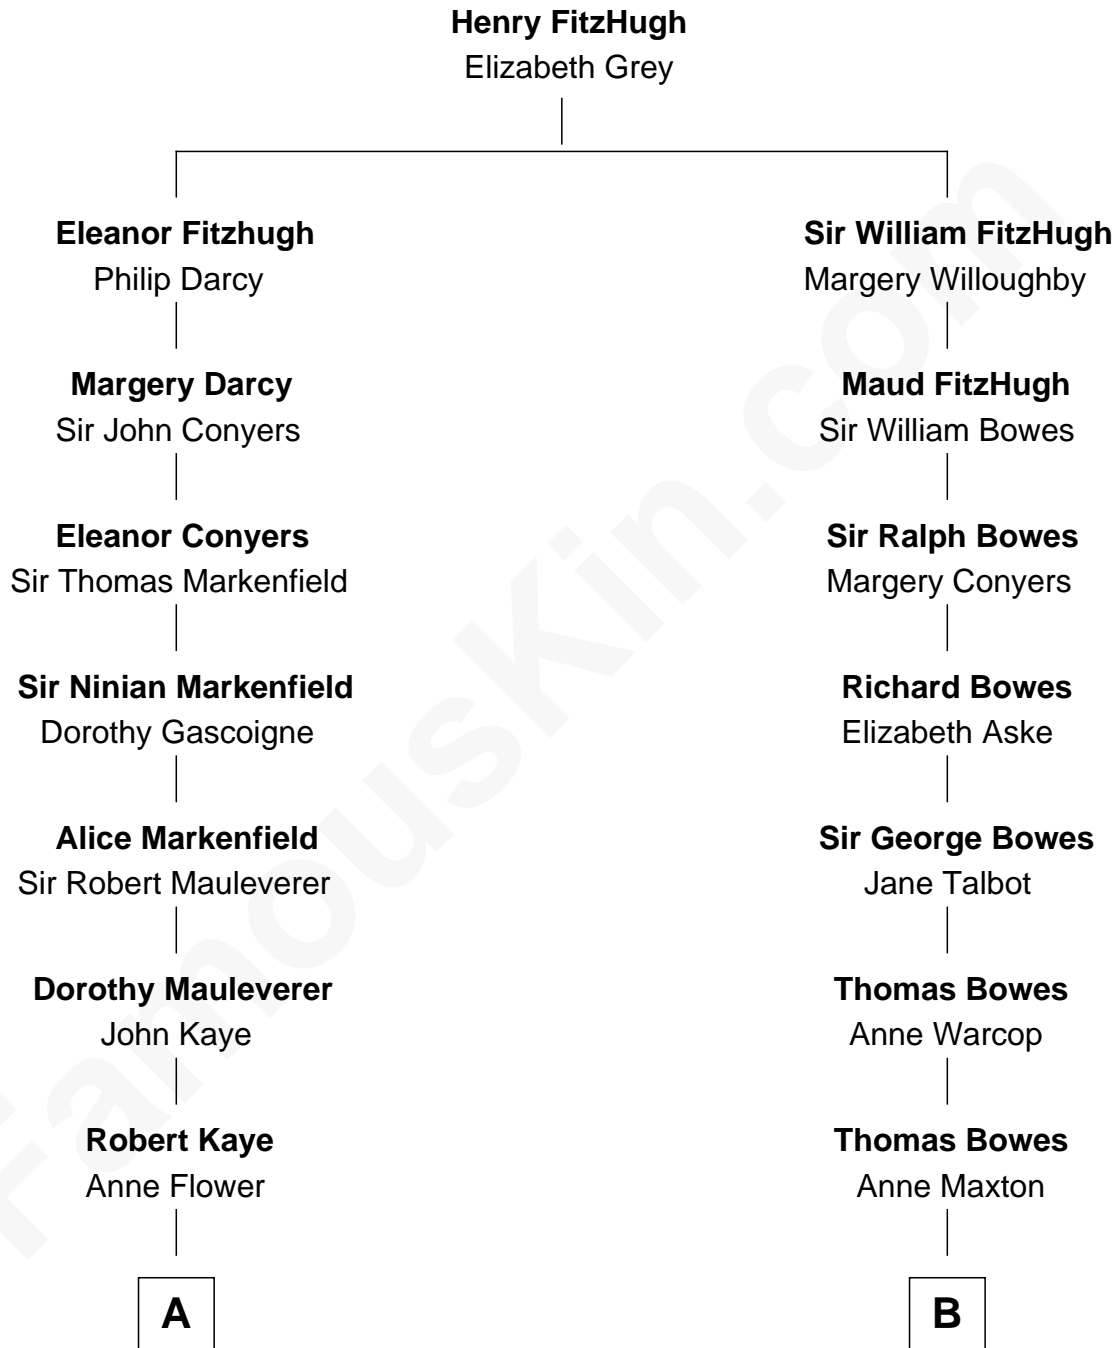 Henry FitzHugh
Elizabeth Grey
Eleanor Fitzhugh
Philip Darcy
Sir William FitzHugh
Margery Willoughby
Margery Darcy
Sir John Conyers
Maud FitzHugh
Sir William Bowes
Eleanor Conyers
Sir Thomas Markenfield
Sir Ralph Bowes
Margery Conyers
Sir Ninian Markenfield
Dorothy Gascoigne
Richard Bowes
Elizabeth Aske
Alice Markenfield
Sir Robert Mauleverer
Sir George Bowes
Jane Talbot
Dorothy Mauleverer
John Kaye
Thomas Bowes
Anne Warcop
Robert Kaye
Anne Flower
Thomas Bowes
Anne Maxton
A
B
FamousKin.com